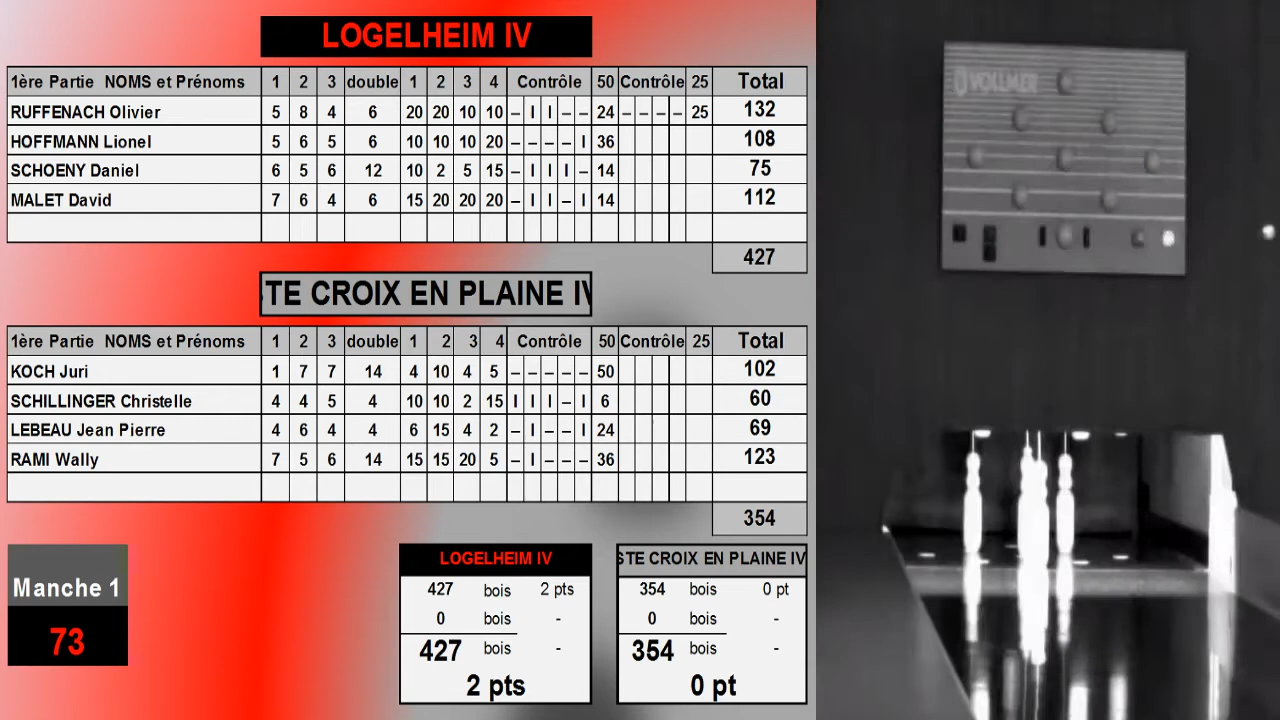 LOGELHEIM IV
1ère Partie NOMS et Prénoms 1 2 3 double 1 2 3 4 Contrôle 50 Contrôle 25 Total
RUFFENACH Olivier 5 8 4 6 20 20 10 10 – I I – – 24 – – – – 25 132
HOFFMANN Lionel 5 6 5 6 10 10 10 20 – – – – I 36 108
SCHOENY Daniel 6 5 6 12 10 2 5 15 – I I I – 14 75
MALET David 7 6 4 6 15 20 20 20 – I I – I 14 112
427
STE CROIX EN PLAINE IV
1ère Partie NOMS et Prénoms 1 2 3 double 1 2 3 4 Contrôle 50 Contrôle 25 Total
KOCH Juri 1 7 7 14 4 10 4 5 – – – – – 50 102
SCHILLINGER Christelle 4 4 5 4 10 10 2 15 I I I – I 6 60
LEBEAU Jean Pierre 4 6 4 4 6 15 4 2 – I – – I 24 69
RAMI Wally 7 5 6 14 15 15 20 5 – I – – – 36 123
354
Manche 1
73
LOGELHEIM IV
427 bois 2 pts
0 bois -
427 bois -
2 pts
STE CROIX EN PLAINE IV
354 bois 0 pt
0 bois -
354 bois -
0 pt
VOLLMER